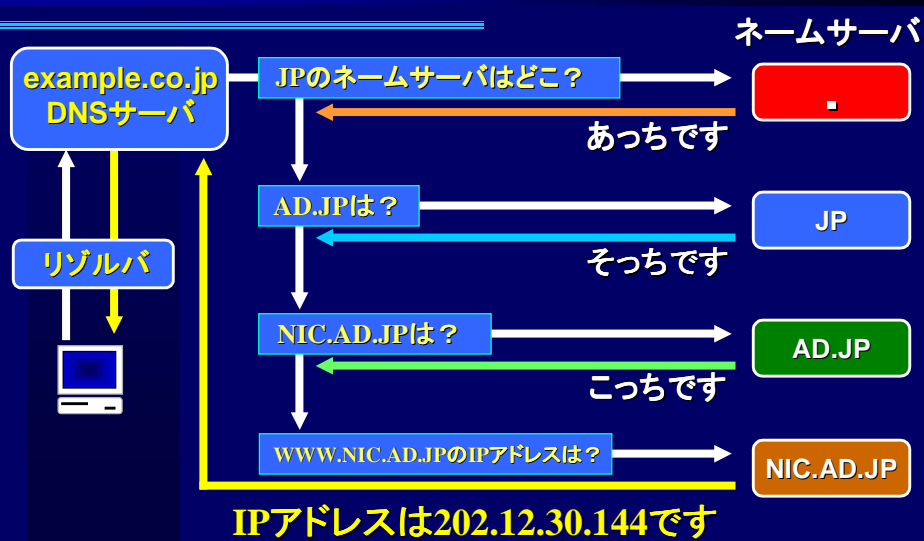 ネームサーバ
example.co.jp
DNSサーバ
JPのネームサーバはどこ？
.
あっちです
AD.JPは？
JP
そっちです
リゾルバ
NIC.AD.JPは？
AD.JP
こっちです
WWW.NIC.AD.JPのIPアドレスは？
NIC.AD.JP
IPアドレスは202.12.30.144です